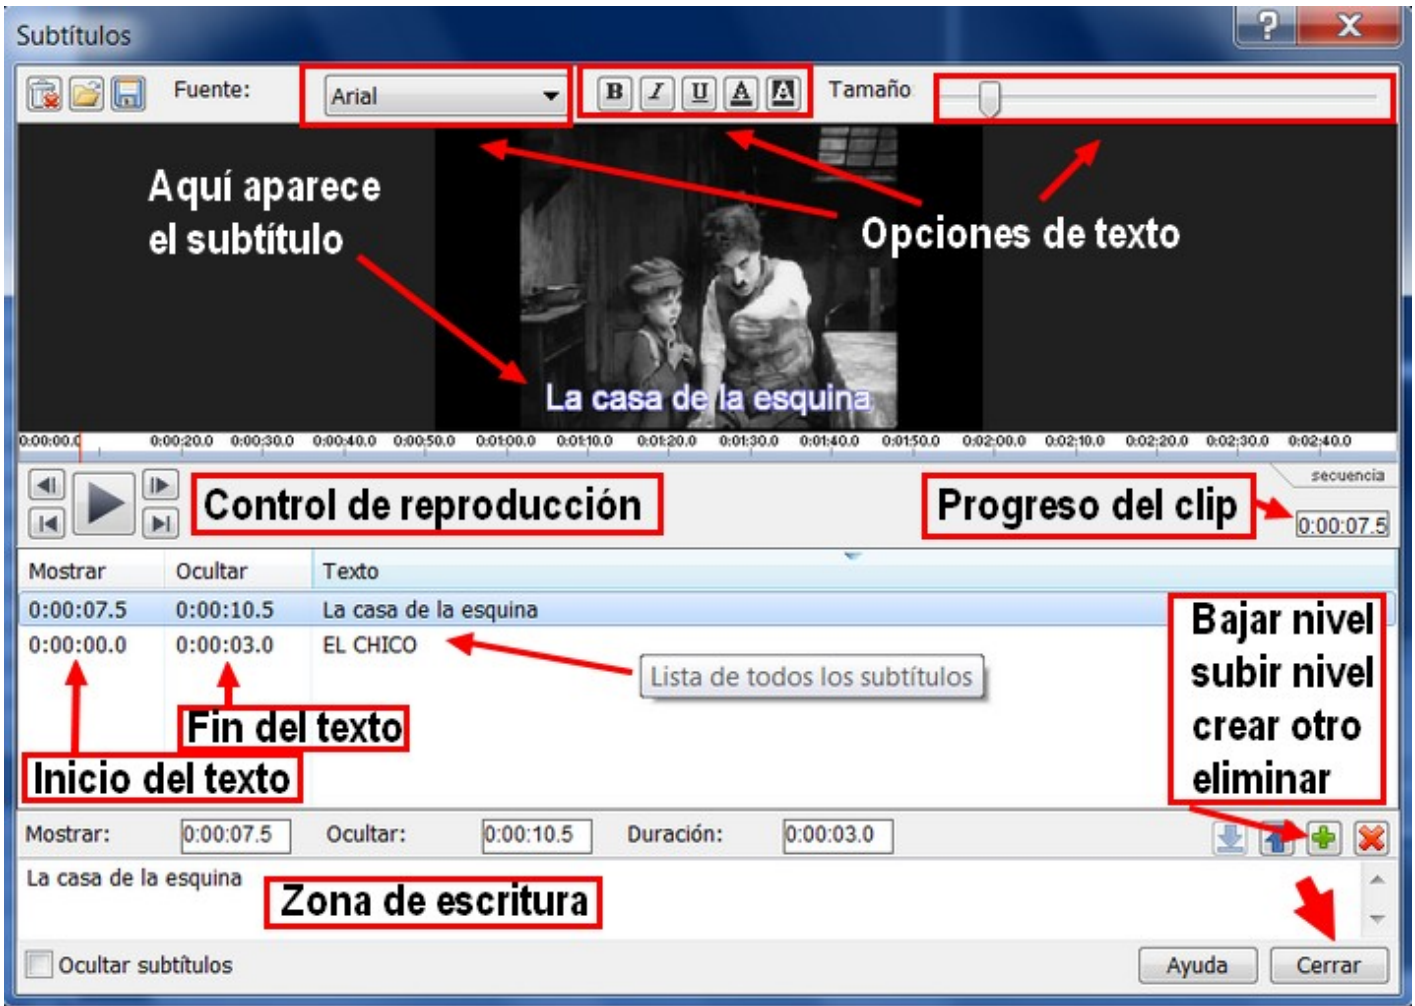 Subtítulos
Fuente:
Arial
B I U A A
Tamaño
Aquí aparece
el subtítulo
Opciones de texto
La casa de la esquina
0:00:00.0 0:00:20.0 0:00:30.0 0:00:40.0 0:00:50.0 0:01:00.0 0:01:10.0 0:01:20.0 0:01:30.0 0:01:40.0 0:01:50.0 0:02:00.0 0:02:10.0 0:02:20.0 0:02:30.0 0:02:40.0
secuencia
Control de reproducción
Progreso del clip
0:00:07.5
Mostrar Ocultar Texto
0:00:07.5 0:00:10.5 La casa de la esquina
0:00:00.0 0:00:03.0 EL CHICO
Lista de todos los subtítulos
Bajar nivel
subir nivel
crear otro
eliminar
Fin del texto
Inicio del texto
Mostrar: 0:00:07.5 Ocultar: 0:00:10.5 Duración: 0:00:03.0
La casa de la esquina
Zona de escritura
Ocultar subtítulos
Ayuda
Cerrar